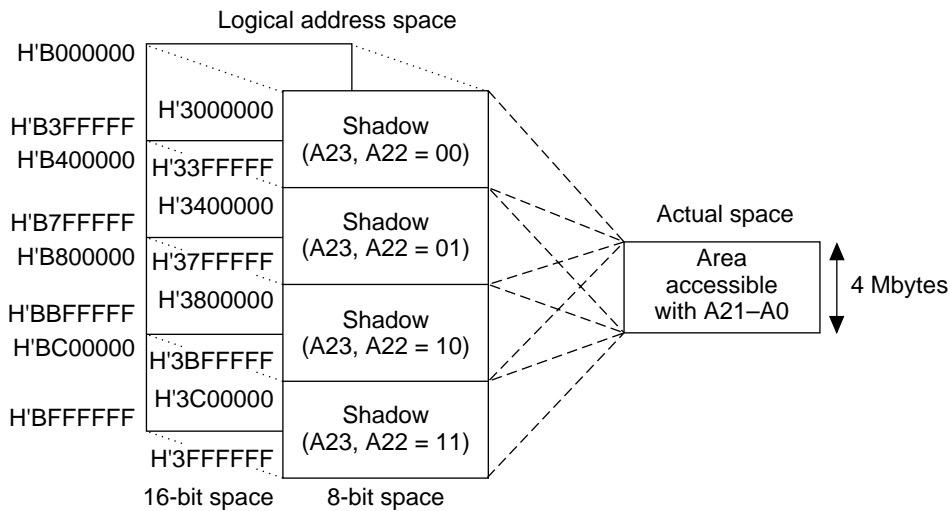 Logical address space
H'B000000
H'B3FFFFF
H'B400000
H'B7FFFFF
H'B800000
H'BBFFFFF
H'BC00000
H'BFFFFFF
H'3000000
H'33FFFFF
H'3400000
H'37FFFFF
H'3800000
H'3BFFFFF
H'3C00000
H'3FFFFFF
Shadow
(A23, A22 = 00)
Shadow
(A23, A22 = 01)
Shadow
(A23, A22 = 10)
Shadow
(A23, A22 = 11)
16-bit space
8-bit space
Actual space
Area
accessible
with A21–A0
4 Mbytes